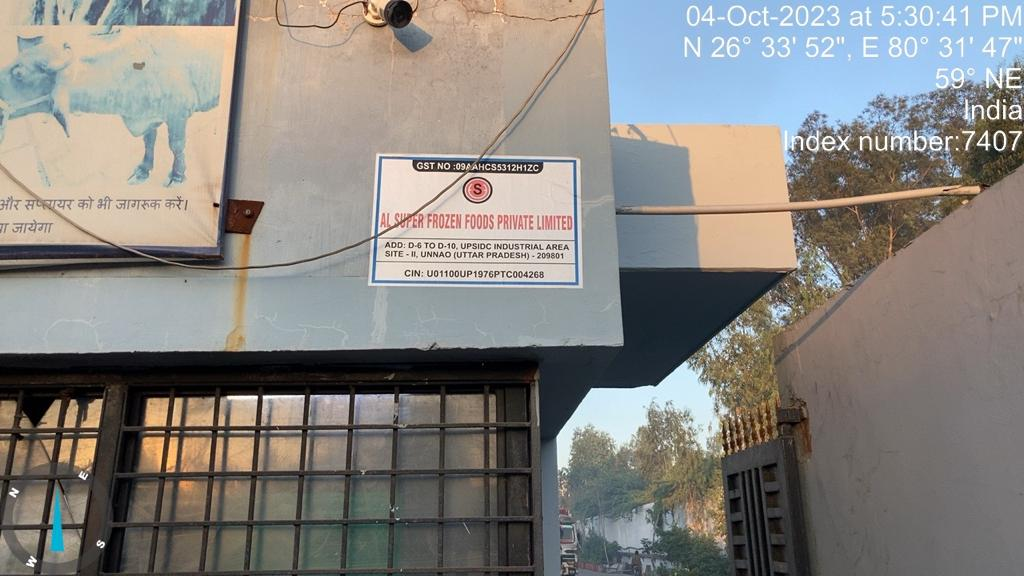 04-Oct-2023 at 5:30:41 PM
N 26° 33' 52", E 80° 31' 47"
59° NE
India
Index number:7407
GST NO :09AAHCS5312H1ZC
S
AL SUPER FROZEN FOODS PRIVATE LIMITED
ADD: D-6 TO D-10, UPSIDC INDUSTRIAL AREA
SITE - II, UNNAO (UTTAR PRADESH) - 209801
CIN: U01100UP1976PTC004268
और सप्लायर को भी जागरूक करें।
जायेगा
N
E
W
S